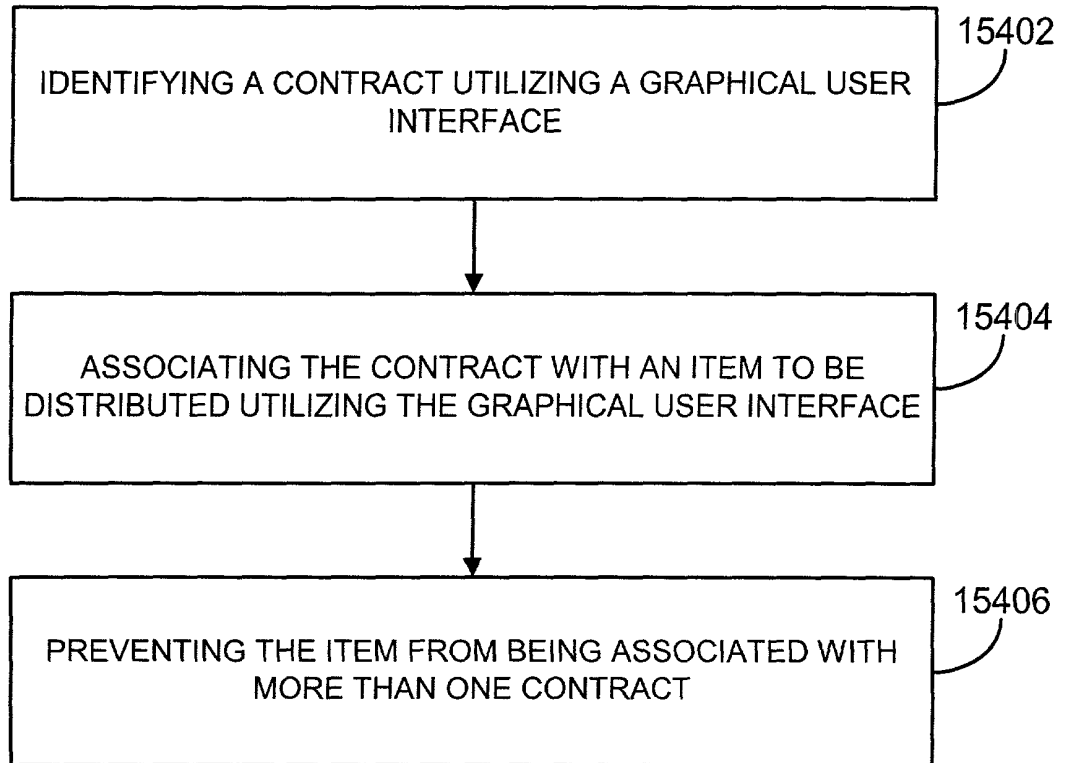 15402
IDENTIFYING A CONTRACT UTILIZING A GRAPHICAL USER
INTERFACE
15404
ASSOCIATING THE CONTRACT WITH AN ITEM TO BE
DISTRIBUTED UTILIZING THE GRAPHICAL USER INTERFACE
15406
PREVENTING THE ITEM FROM BEING ASSOCIATED WITH
MORE THAN ONE CONTRACT